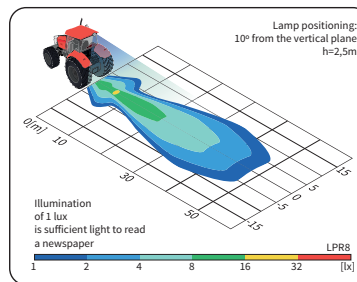 Lamp positioning:
10º from the vertical plane
h=2,5m
0[m]
10
30
50
15
5
0
-5
-15
Illumination
of 1 lux
is sufficient light to read
a newspaper
LPR8
1 2 4 8 16 32 [lx]